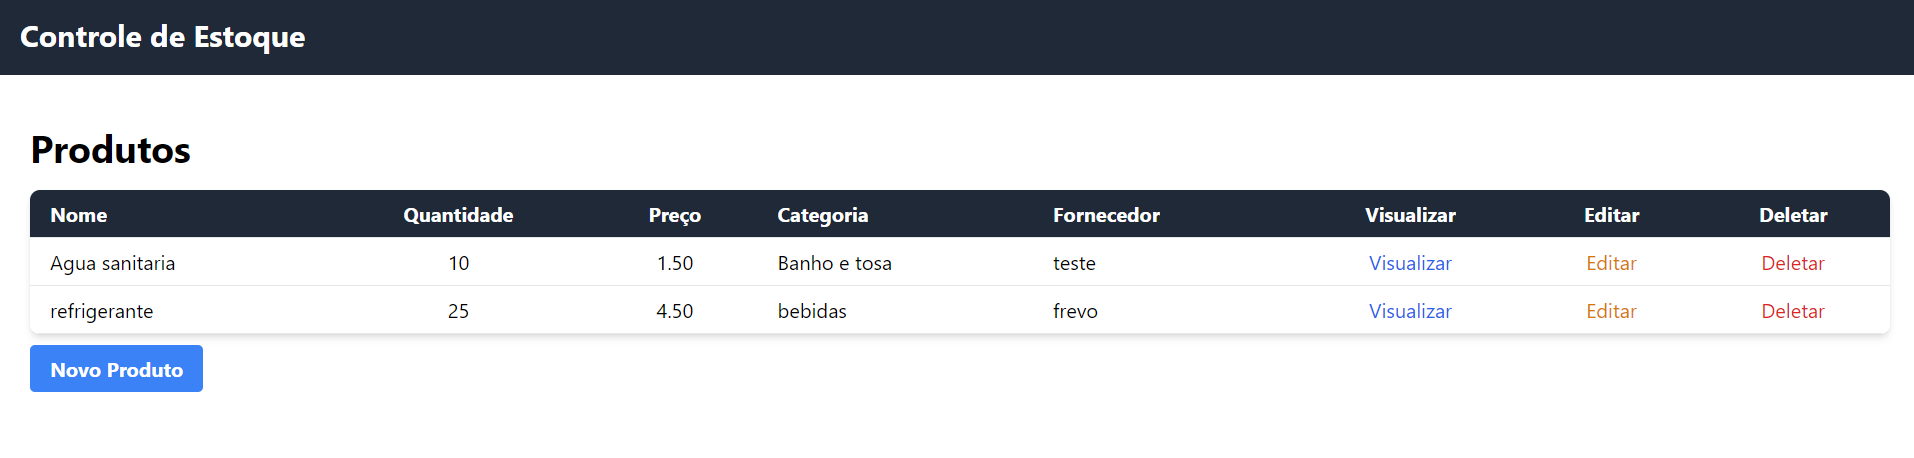 Controle de Estoque
Produtos
Nome Quantidade Preço Categoria Fornecedor Visualizar Editar Deletar
Agua sanitaria 10 1.50 Banho e tosa teste Visualizar Editar Deletar
refrigerante 25 4.50 bebidas frevo Visualizar Editar Deletar
Novo Produto